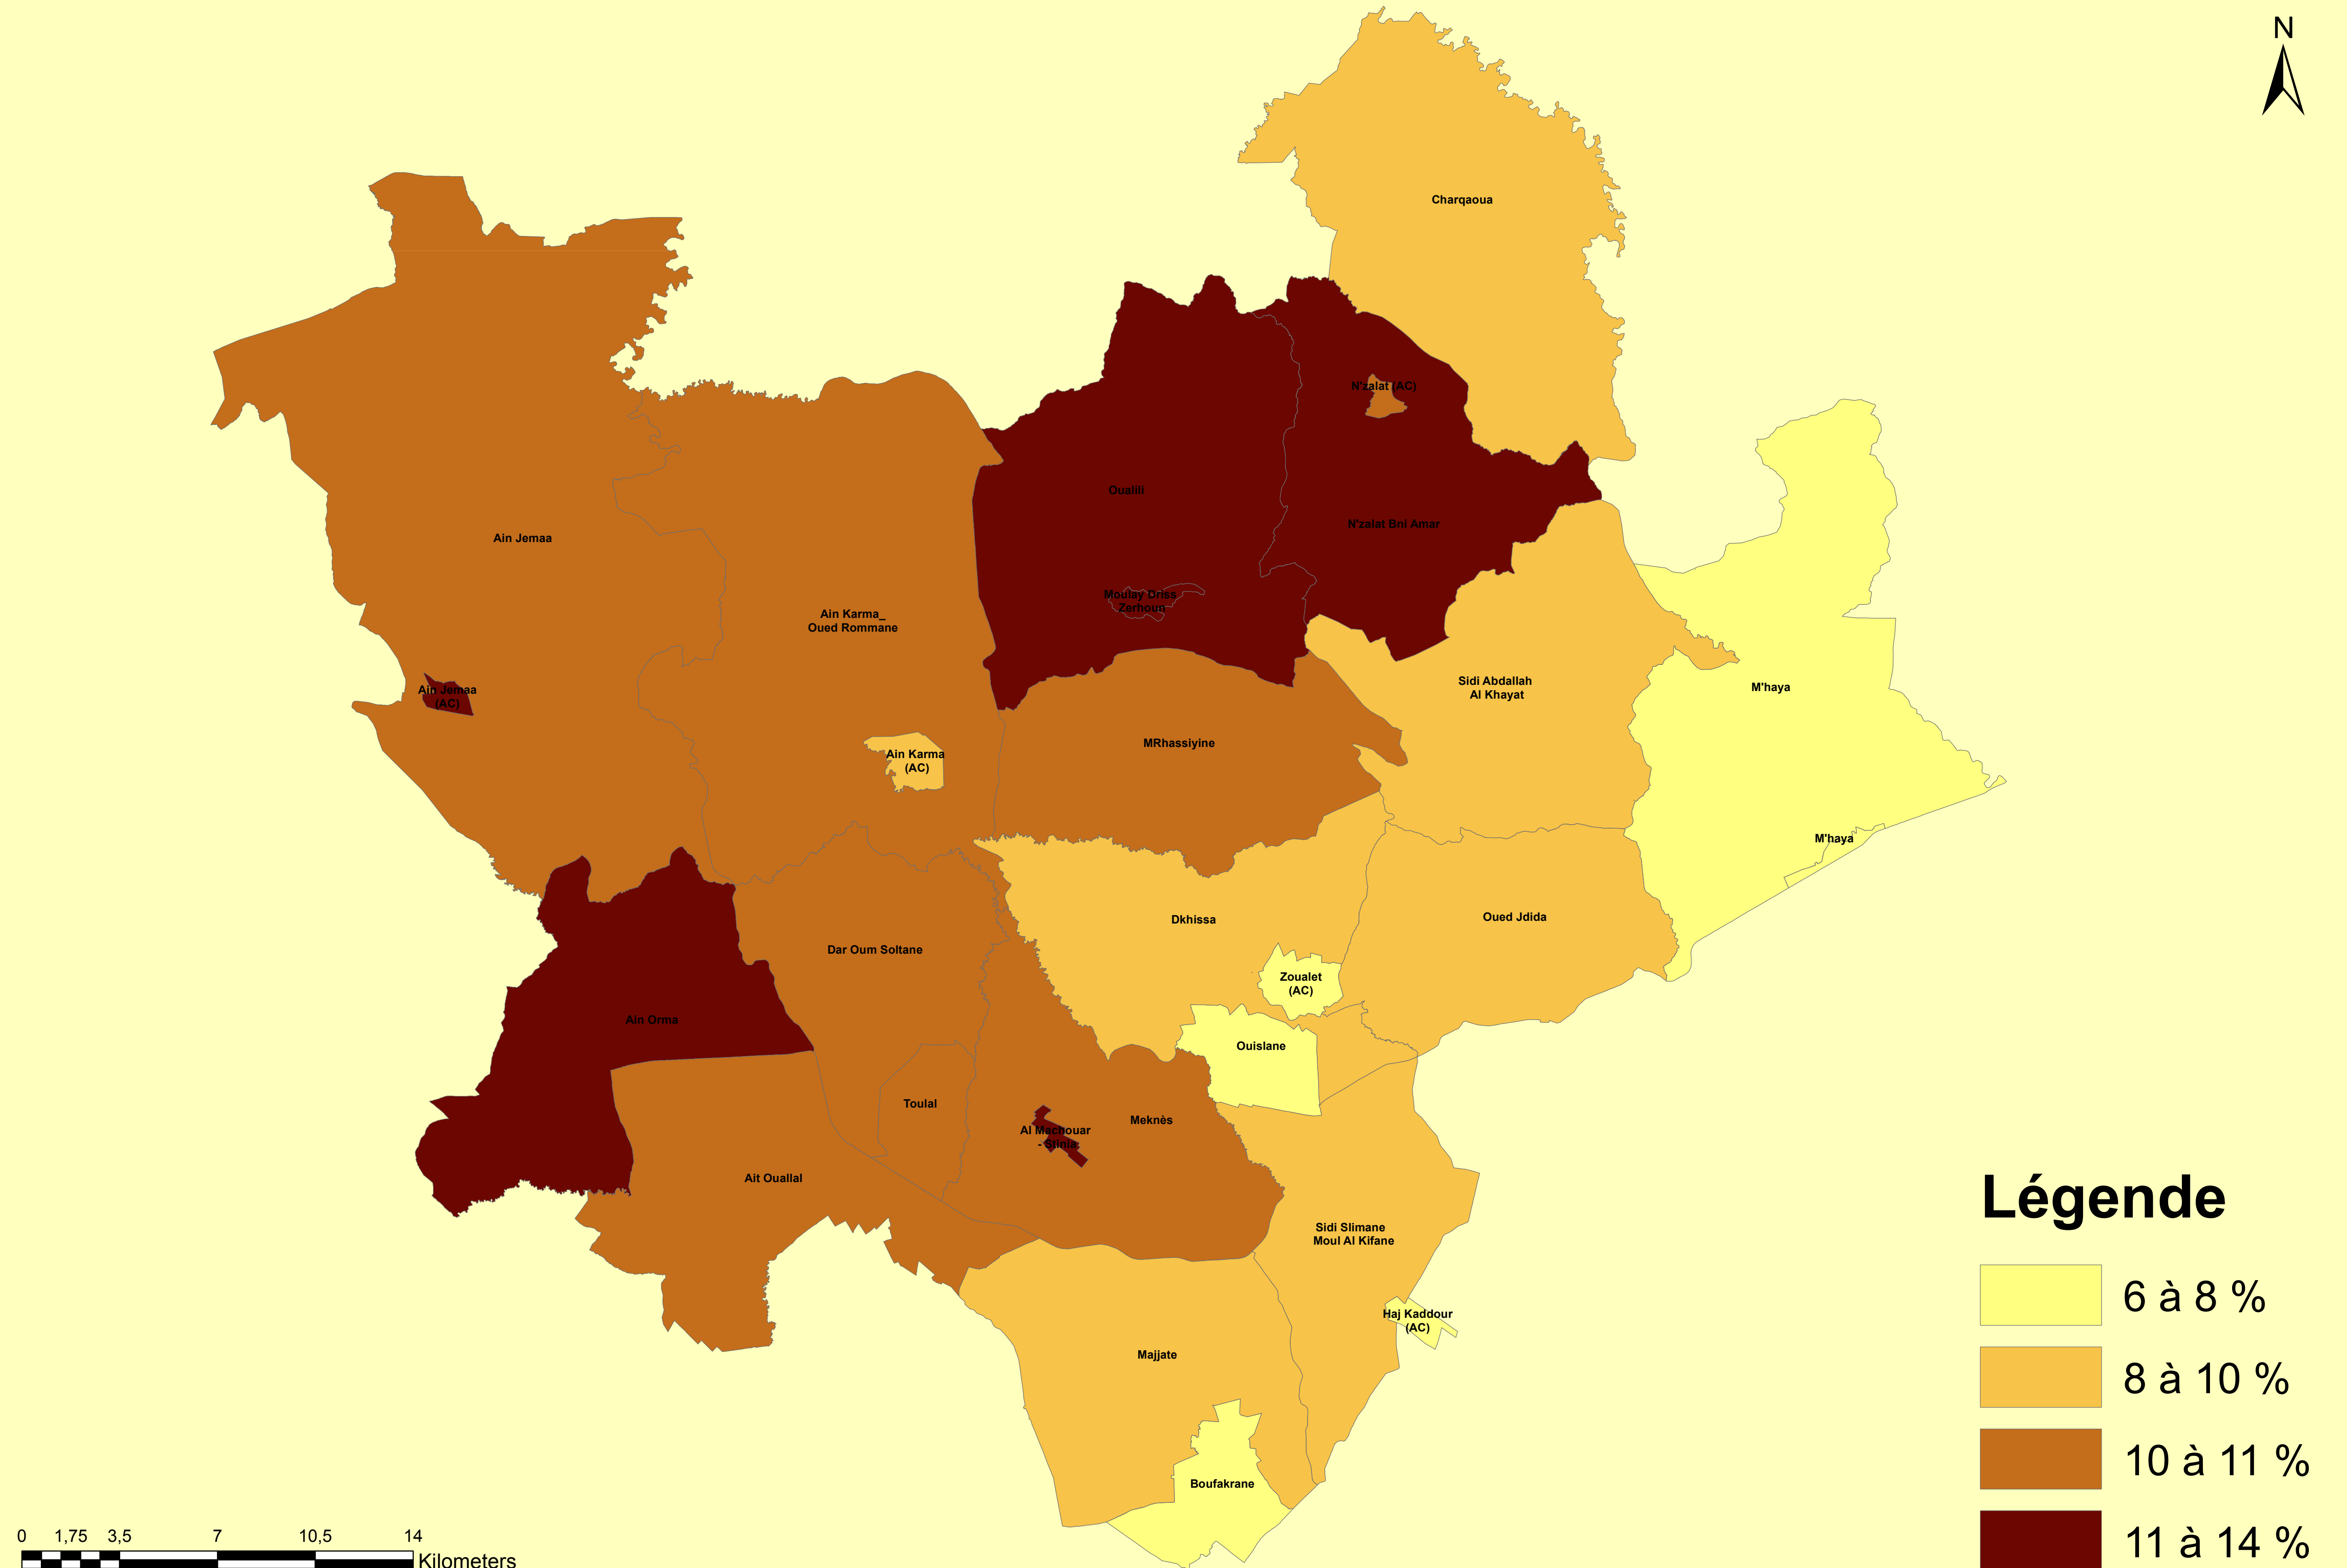 N
Charqaoua
N'zalat (AC)
Oualili
N'zalat Bni Amar
Ain Jemaa
Moulay Driss
Zerhoun
Ain Karma_
Oued Rommane
Sidi Abdallah
Al Khayat
M'haya
Ain Jemaa
(AC)
MRhassiyine
Ain Karma
(AC)
M'haya
Dkhissa
Oued Jdida
Dar Oum Soltane
Zoualet
(AC)
Ain Orma
Ouislane
Toulal
Meknès
Al Machouar
- Stinia
Ait Ouallal
Sidi Slimane
Moul Al Kifane
Haj Kaddour
(AC)
Majjate
Boufakrane
Légende
6 à 8 %
8 à 10 %
10 à 11 %
11 à 14 %
0 1,75 3,5 7 10,5 14
Kilometers